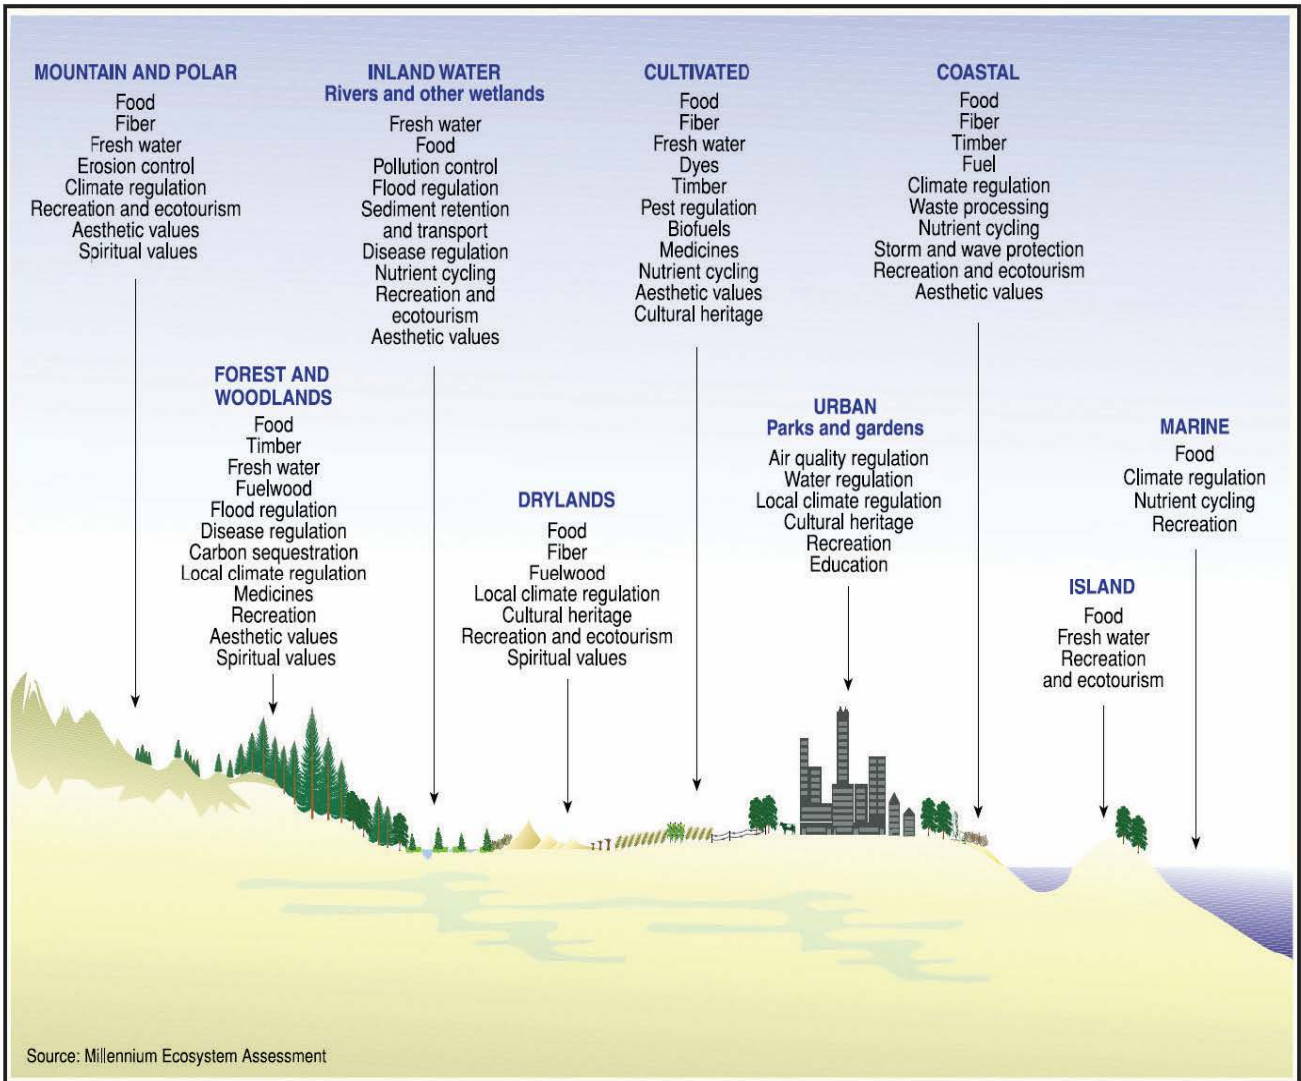 MOUNTAIN AND POLAR
Food
Fiber
Fresh water
Erosion control
Climate regulation
Recreation and ecotourism
Aesthetic values
Spiritual values
INLAND WATER
Rivers and other wetlands
Fresh water
Food
Pollution control
Flood regulation
Sediment retention
and transport
Disease regulation
Nutrient cycling
Recreation and
ecotourism
Aesthetic values
CULTIVATED
Food
Fiber
Fresh water
Dyes
Timber
Pest regulation
Biofuels
Medicines
Nutrient cycling
Aesthetic values
Cultural heritage
COASTAL
Food
Fiber
Timber
Fuel
Climate regulation
Waste processing
Nutrient cycling
Storm and wave protection
Recreation and ecotourism
Aesthetic values
FOREST AND
WOODLANDS
Food
Timber
Fresh water
Fuelwood
Flood regulation
Disease regulation
Carbon sequestration
Local climate regulation
Medicines
Recreation
Aesthetic values
Spiritual values
DRYLANDS
Food
Fiber
Fuelwood
Local climate regulation
Cultural heritage
Recreation and ecotourism
Spiritual values
URBAN
Parks and gardens
Air quality regulation
Water regulation
Local climate regulation
Cultural heritage
Recreation
Education
MARINE
Food
Climate regulation
Nutrient cycling
Recreation
ISLAND
Food
Fresh water
Recreation
and ecotourism
Source: Millennium Ecosystem Assessment